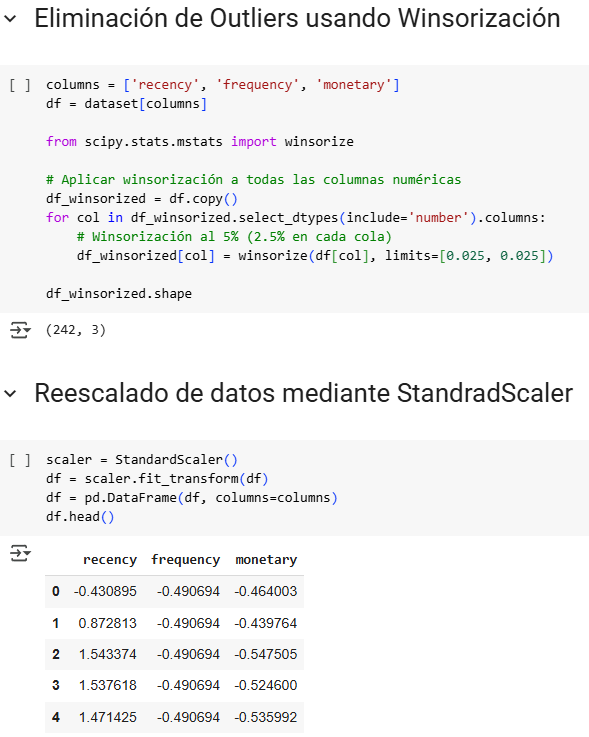 Eliminación de Outliers usando Winsorización
[ ] columns = ['recency', 'frequency', 'monetary']
df = dataset[columns]
from scipy.stats.mstats import winsorize
# Aplicar winsorización a todas las columnas numéricas
df_winsorized = df.copy()
for col in df_winsorized.select_dtypes(include='number').columns:
# Winsorización al 5% (2.5% en cada cola)
df_winsorized[col] = winsorize(df[col], limits=[0.025, 0.025])
df_winsorized.shape
(242, 3)
Reescalado de datos mediante StandradScaler
[ ] scaler = StandardScaler()
df = scaler.fit_transform(df)
df = pd.DataFrame(df, columns=columns)
df.head()
recency frequency monetary
0 -0.430895 -0.490694 -0.464003
1 0.872813 -0.490694 -0.439764
2 1.543374 -0.490694 -0.547505
3 1.537618 -0.490694 -0.524600
4 1.471425 -0.490694 -0.535992